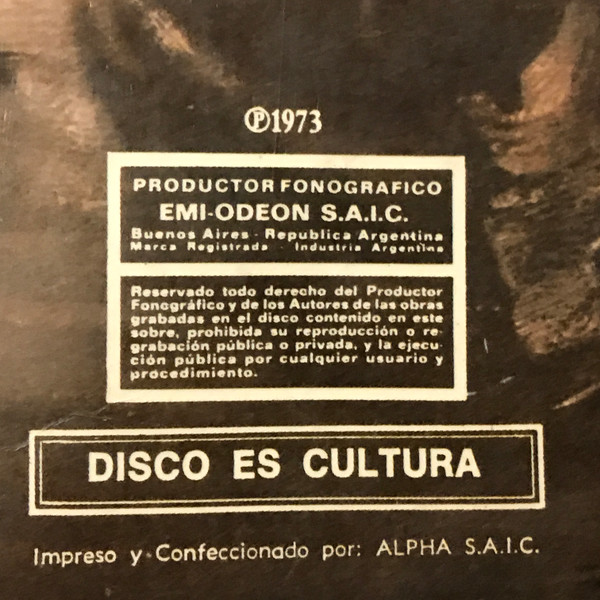 ℗1973
PRODUCTOR FONOGRAFICO
EMI-ODEON S.A.I.C.
Buenos Aires - Republica Argentina
Marca Registrada - Industria Argentina
Reservado todo derecho del Productor
Fonográfico y de los Autores de las obras
grabadas en el disco contenido en este
sobre, prohibida su reproducción o re-
grabación pública o privada, y la ejecu-
ción pública por cualquier usuario y
procedimiento.
DISCO ES CULTURA
Impreso y Confeccionado por: ALPHA S.A.I.C.